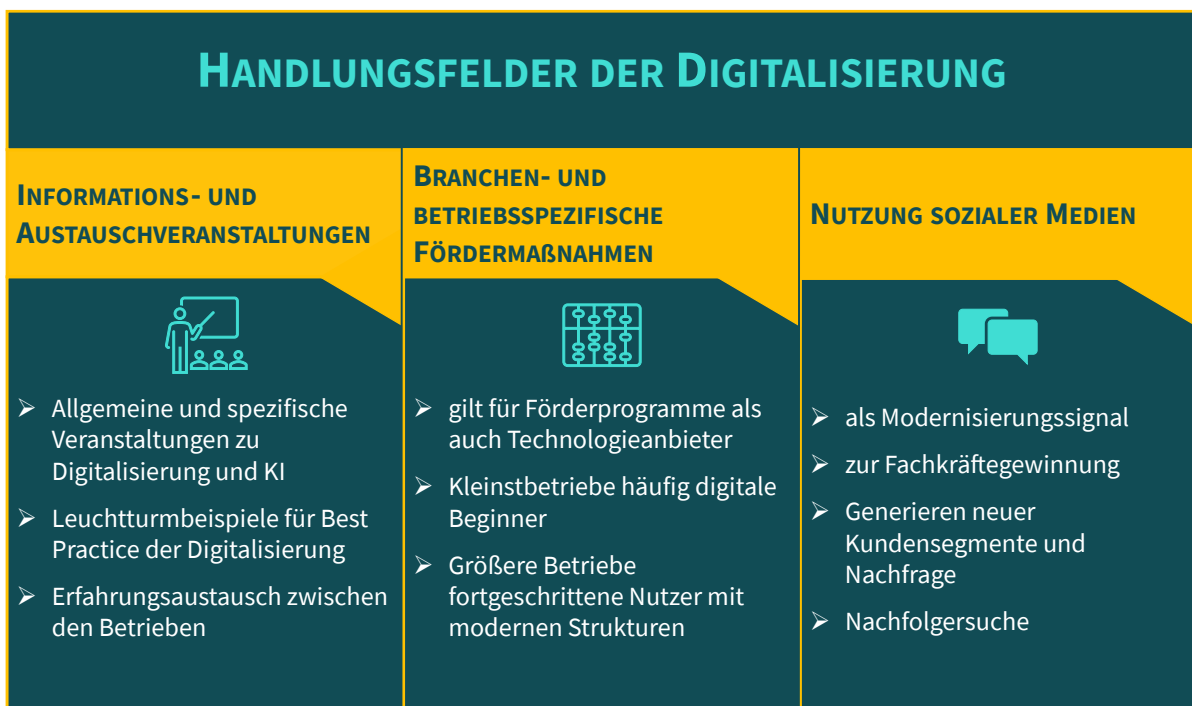 HANDLUNGSFELDER DER DIGITALISIERUNG
INFORMATIONS- UND
AUSTAUSCHVERANSTALTUNGEN
➢ Allgemeine und spezifische
Veranstaltungen zu
Digitalisierung und KI
➢ Leuchtturmbeispiele für Best
Practice der Digitalisierung
➢ Erfahrungsaustausch zwischen
den Betrieben
BRANCHEN- UND
BETRIEBSSPEZIFISCHE
FÖRDERMAßNAHMEN
➢ gilt für Förderprogramme als
auch Technologieanbieter
➢ Kleinstbetriebe häufig digitale
Beginner
➢ Größere Betriebe
fortgeschrittene Nutzer mit
modernen Strukturen
NUTZUNG SOZIALER MEDIEN
➢ als Modernisierungssignal
➢ zur Fachkräftegewinnung
➢ Generieren neuer
Kundensegmente und
Nachfrage
➢ Nachfolgersuche